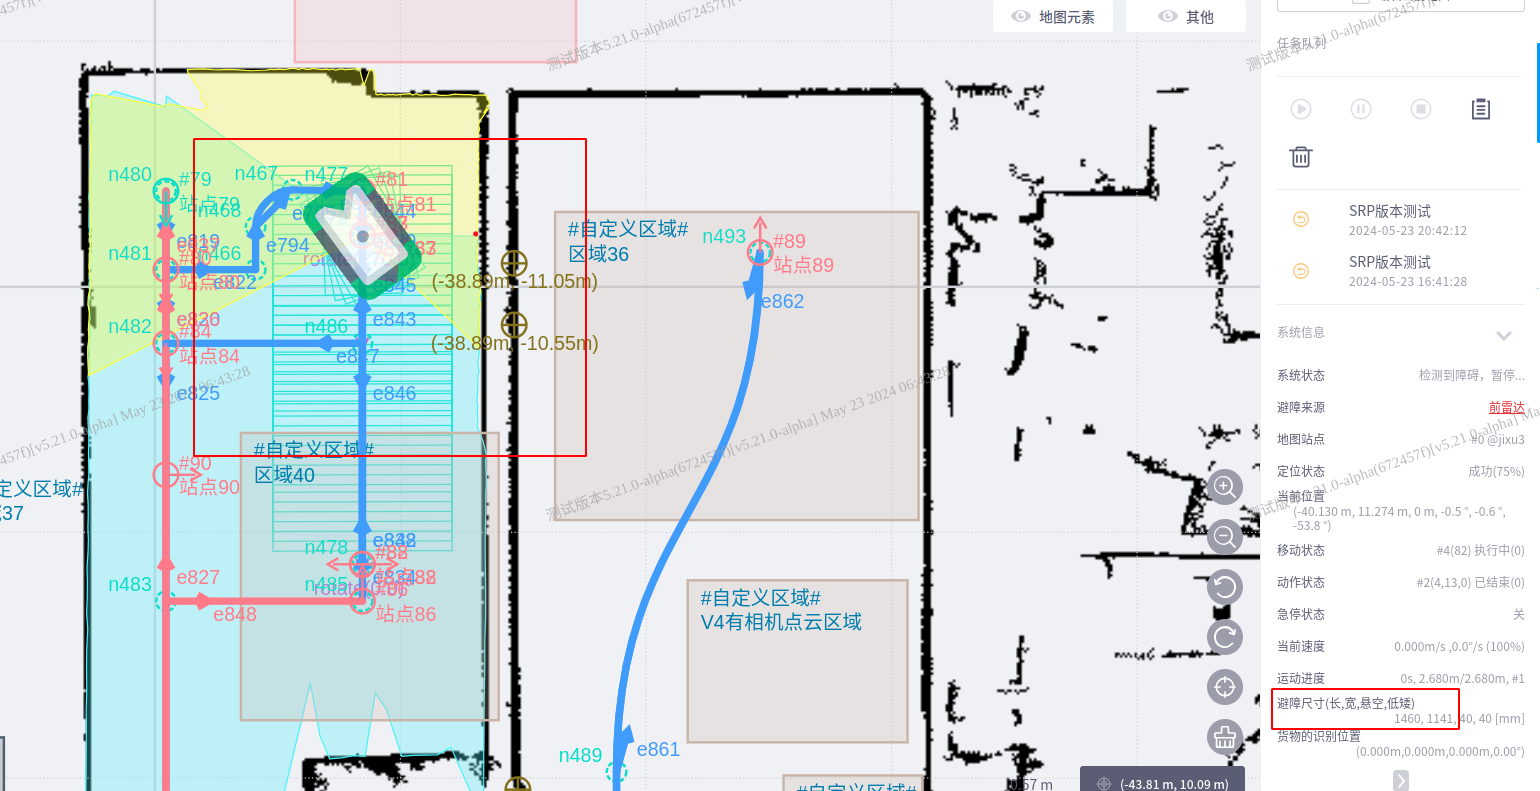 地图元素
其他
测试版本5.21.0-alpha(672457f)
任务队列
SRP版本测试
2024-05-23 20:42:12
SRP版本测试
2024-05-23 16:41:28
系统信息
系统状态
检测到障碍，暂停...
避障来源
前雷达
地图站点
#0 @jixu3
定位状态
成功(75%)
当前位置
(-40.130 m, 11.274 m, 0 m, -0.5 °, -0.6 °,
-53.8 °)
移动状态
#4(82) 执行中(0)
动作状态
#2(4,13,0) 已结束(0)
急停状态
关
当前速度
0.000m/s ,0.0°/s (100%)
运动进度
0s, 2.680m/2.680m, #1
避障尺寸(长,宽,悬空,低矮)
1460, 1141, 40, 40 [mm]
货物的识别位置
(0.000m,0.000m,0.000m,0.00°)
n480
#79
站点79
n467
n477
#81
站点81
n468
e819
n466
e794
n481
#80
e822
(-38.89m, -11.05m)
e845
e843
n482
#84
站点84
n486
e847
(-38.89m, -10.55m)
e825
e846
#自定义区域#
区域40
#90
站点90
定义区域#
37
n478
n483
e827
n485
e848
#86
站点86
#自定义区域#
区域36
n493
#89
站点89
e862
测试版本5.21.0-alpha(672457f)[v5.21.0-alpha] May 23 2024 06:43:28
#自定义区域#
V4有相机点云区域
n489
e861
#自定义区域#
(-43.81 m, 10.09 m)